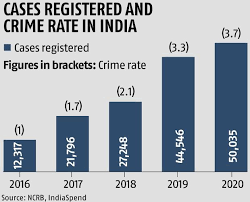 CASES REGISTERED AND
CRIME RATE IN INDIA
Cases registered
Figures in brackets: Crime rate
(1) (1.7) (2.1) (3.3) (3.7)
12,317 21,796 27,248 44,546 50,035
2016 2017 2018 2019 2020
Source: NCRB, IndiaSpend